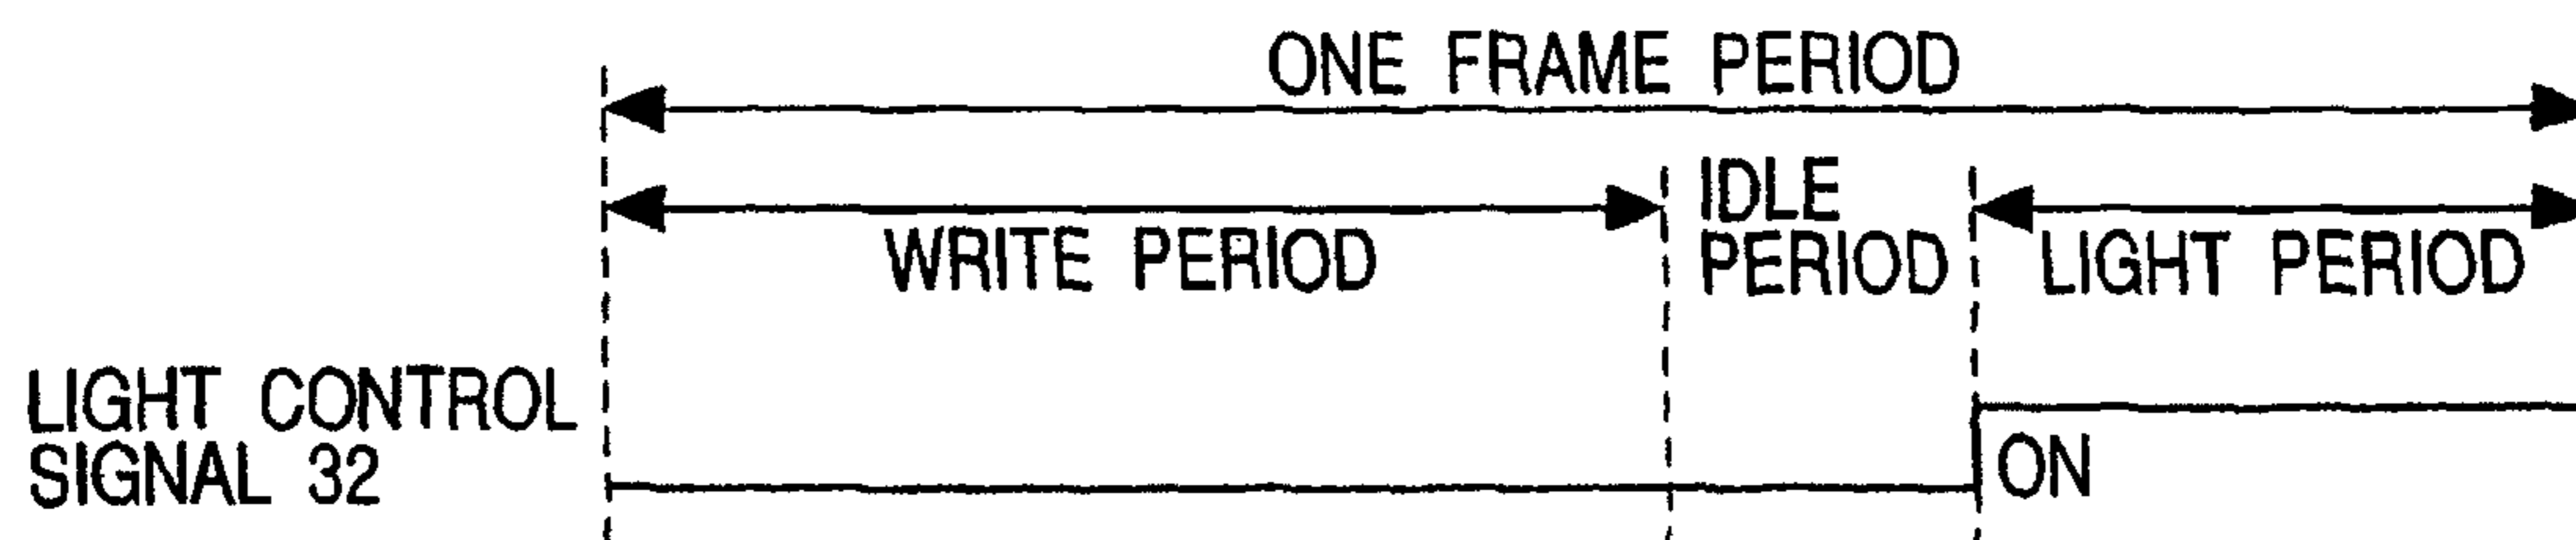 ONE FRAME PERIOD
IDLE
PERIOD
WRITE PERIOD
LIGHT PERIOD
LIGHT CONTROL
SIGNAL 32
ON